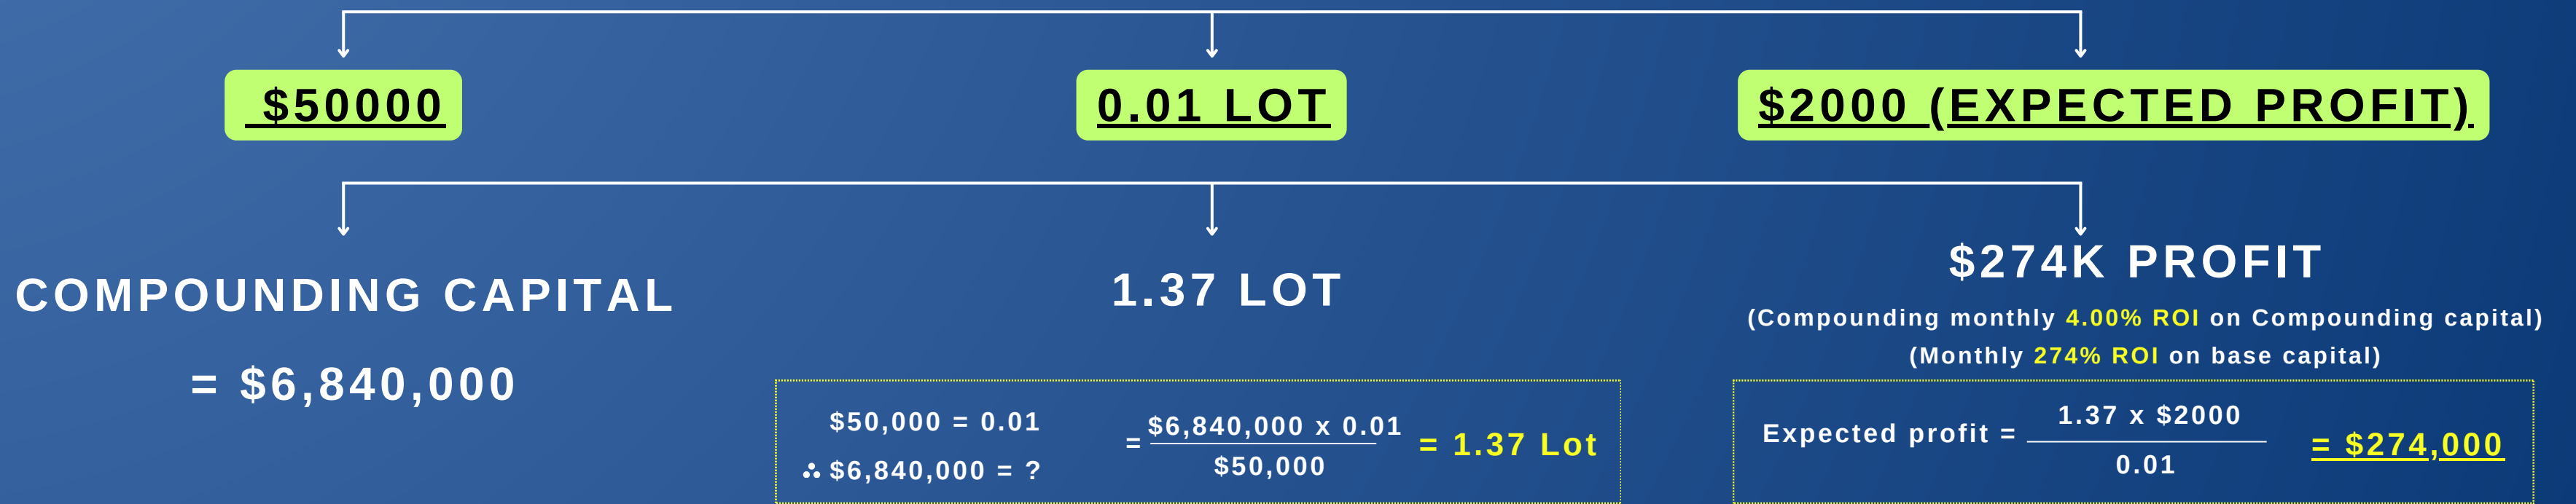 $50000
0.01 LOT
$2000 (EXPECTED PROFIT)
COMPOUNDING CAPITAL
= $6,840,000
1.37 LOT
$50,000 = 0.01
∴ $6,840,000 = ?
= $6,840,000 x 0.01
$50,000
= 1.37 Lot
$274K PROFIT
(Compounding monthly 4.00% ROI on Compounding capital)
(Monthly 274% ROI on base capital)
Expected profit = 1.37 x $2000
0.01
= $274,000